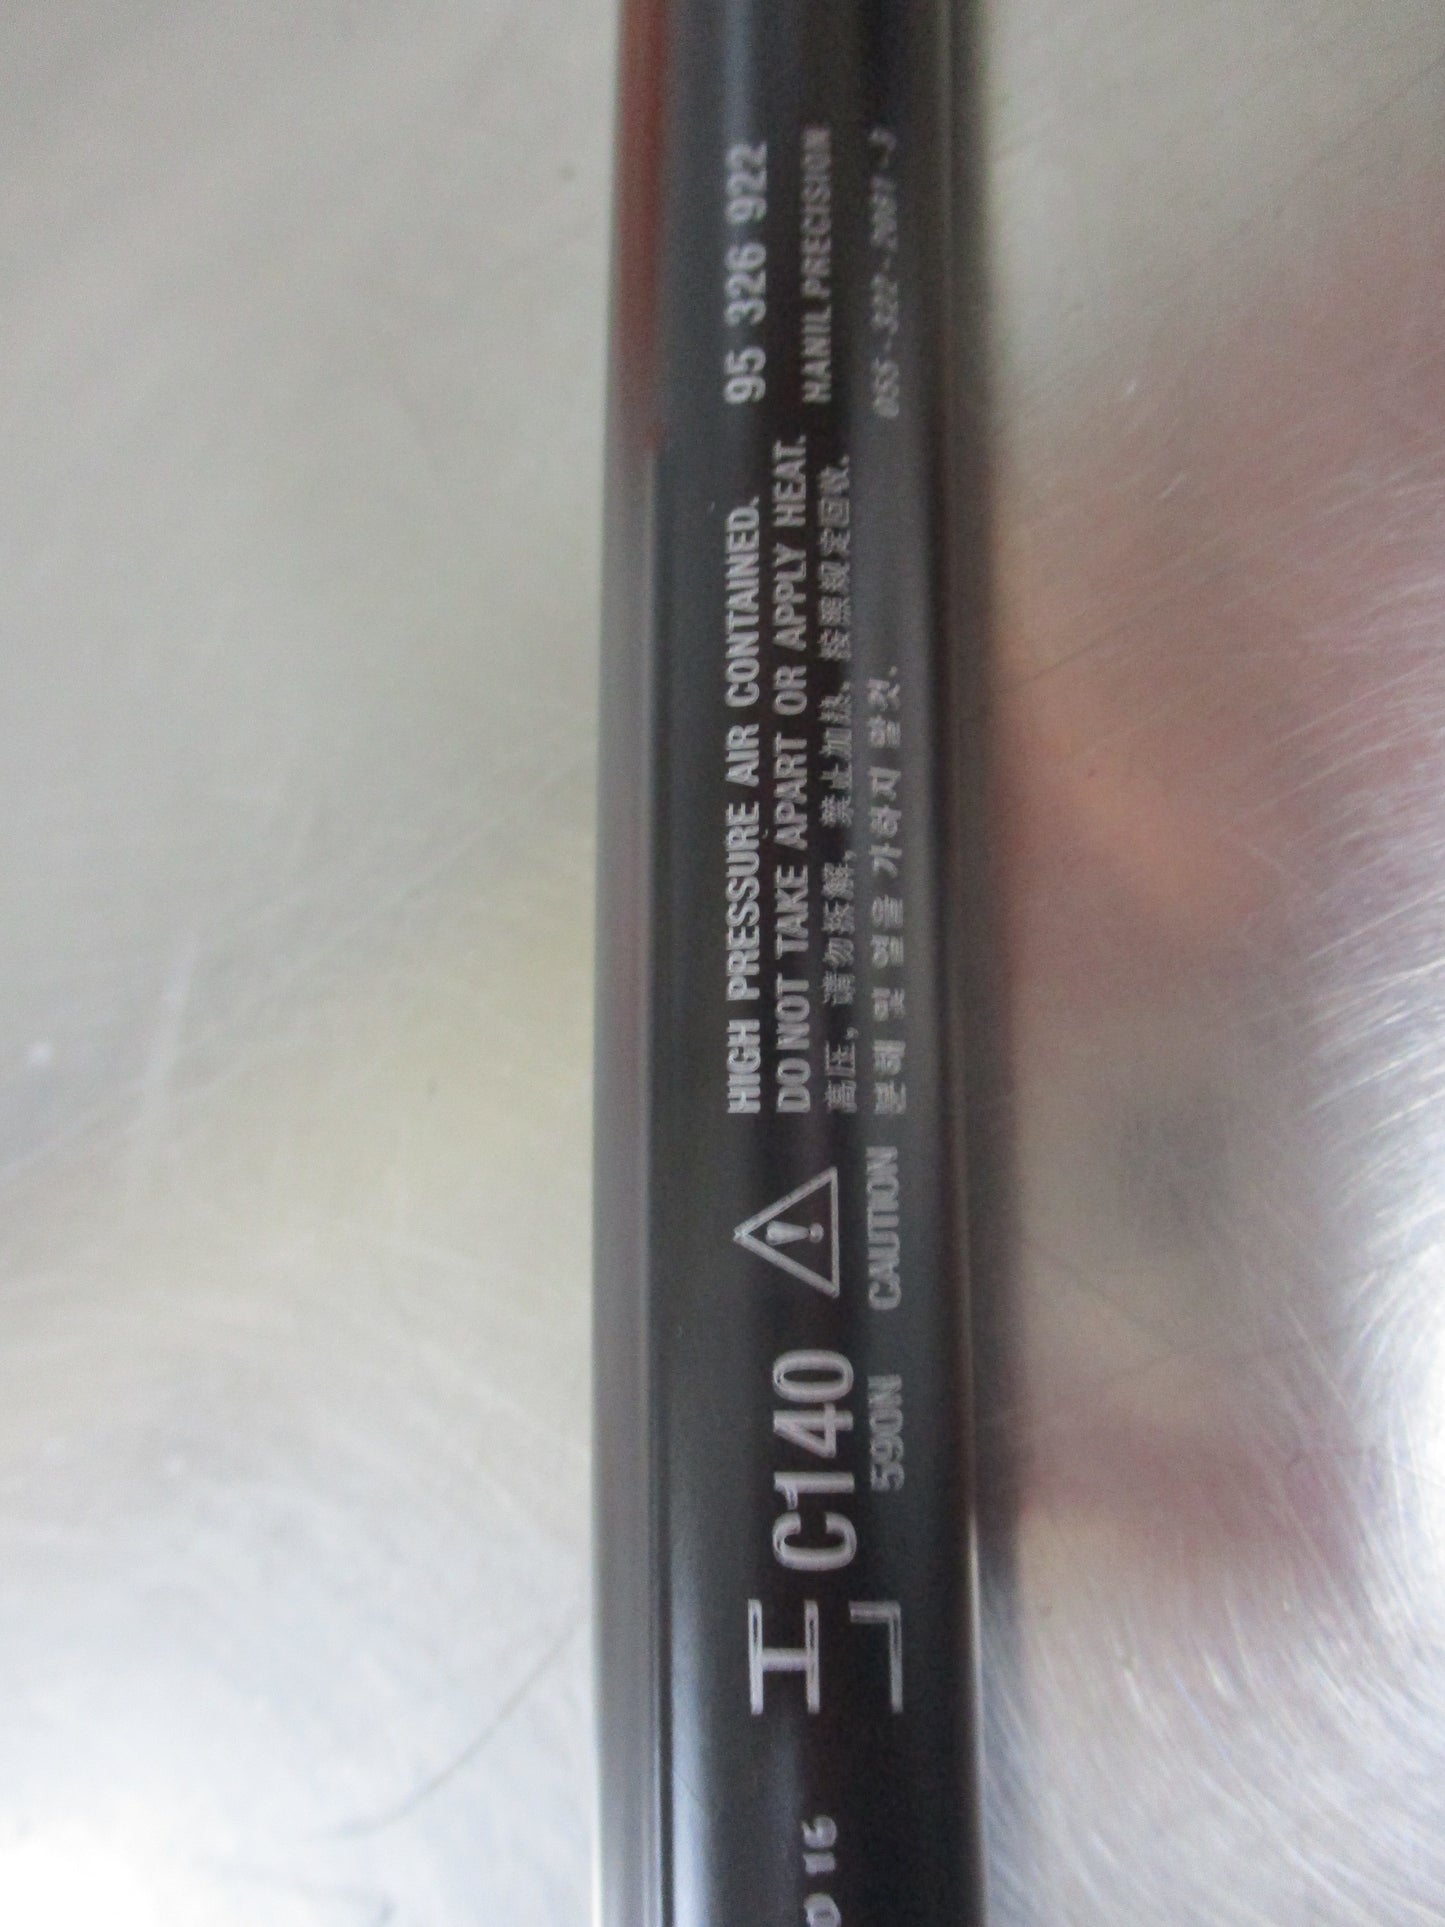 HIGH PRESSURE AIR CONTAINED.
DO NOT TAKE APART OR APPLY HEAT.
高压，请勿拆解，禁止加热、按照规定回收.
분해 및 열을 가하지 말것.
CAUTION
C140
590N
95 326 922
HANIL PRECISION
15